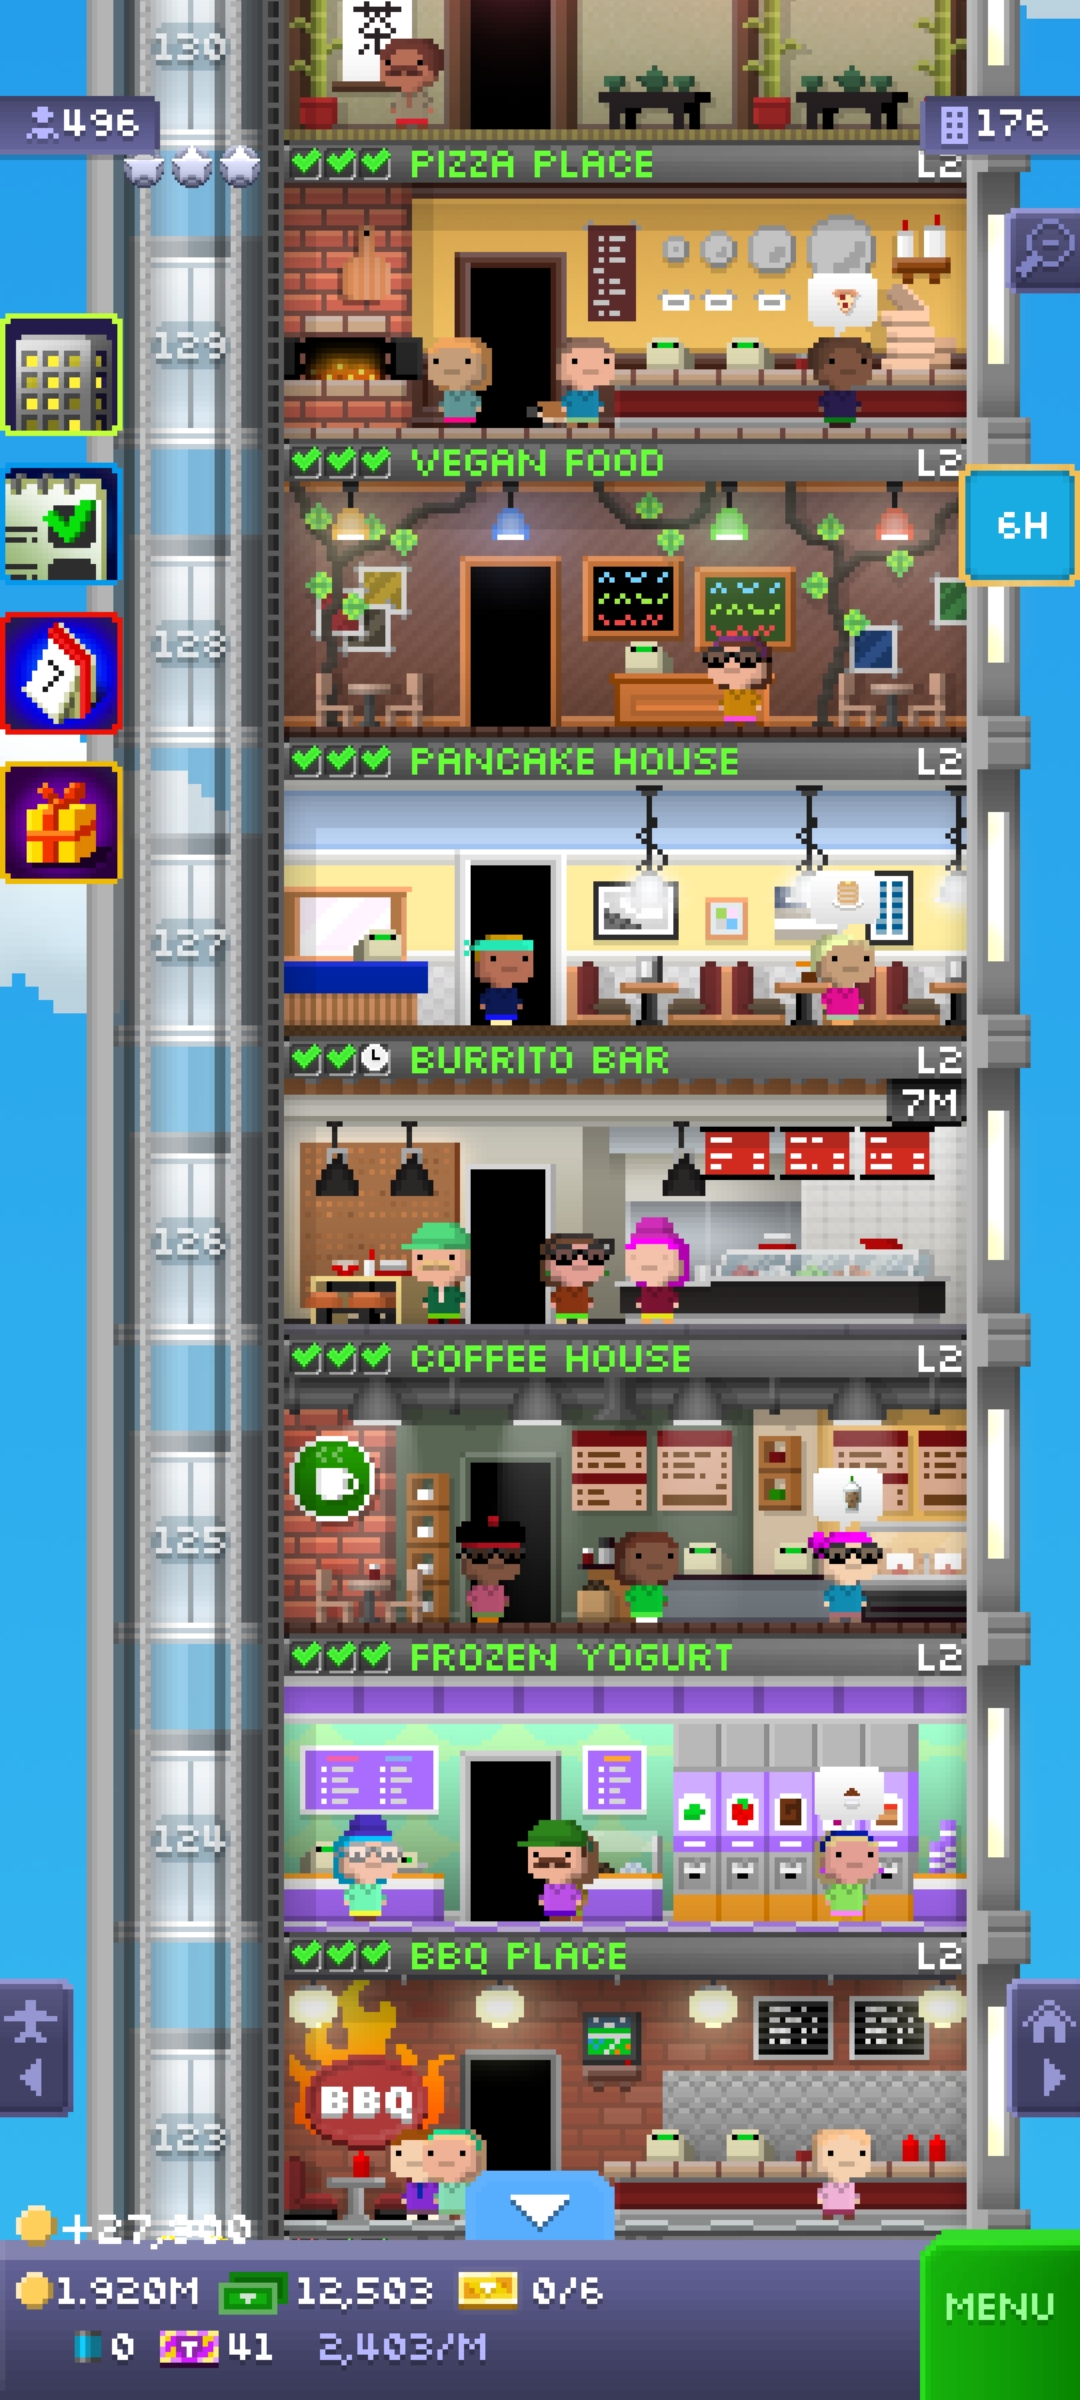 130
茶
496
176
PIZZA PLACE L2
129
VEGAN FOOD L2
6H
128
7
PANCAKE HOUSE L2
127
BURRITO BAR L2
7M
126
COFFEE HOUSE L2
125
FROZEN YOGURT L2
124
BBQ PLACE L2
BBQ
123
1.920M 12,503 0/6
MENU
0 T 41 2,403/M